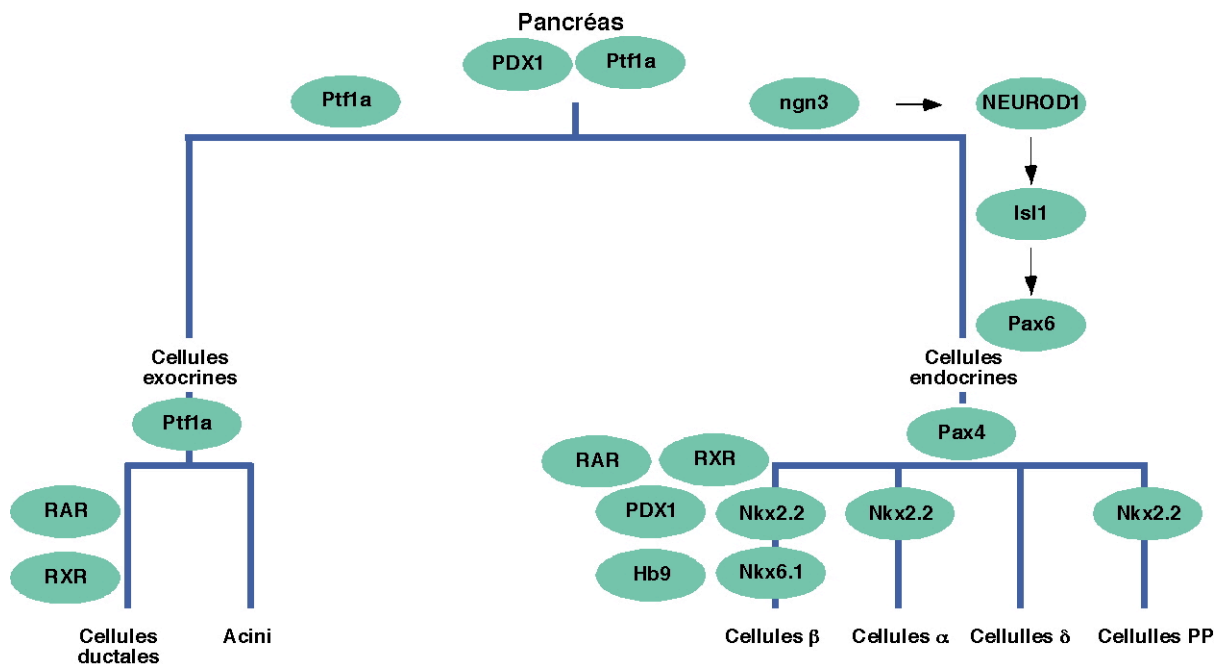 Pancréas
PDX1
Ptf1a
Ptf1a
ngn3
NEUROD1
Isl1
Pax6
Cellules
exocrines
Cellules
endocrines
Ptf1a
Pax4
RAR
RXR
RAR
PDX1
Nkx2.2
Nkx2.2
Nkx2.2
RXR
Hb9
Nkx6.1
Cellules
ductales
Acini
Cellules β
Cellules α
Cellulles δ
Cellulles PP